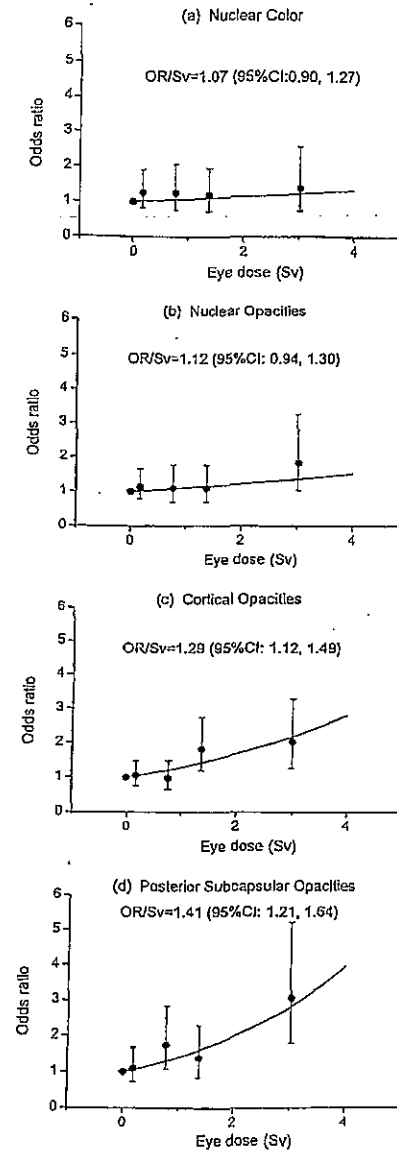 (a) Nuclear Color
OR/Sv=1.07 (95%CI:0.90, 1.27)
Odds ratio
6
5
4
3
2
1
0
0
2
4
Eye dose (Sv)
(b) Nuclear Opacities
OR/Sv=1.12 (95%CI: 0.94, 1.30)
Odds ratio
6
5
4
3
2
1
0
0
2
4
Eye dose (Sv)
(c) Cortical Opacities
OR/Sv=1.29 (95%CI: 1.12, 1.49)
Odds ratio
6
5
4
3
2
1
0
0
2
4
Eye dose (Sv)
(d) Posterior Subcapsular Opacities
OR/Sv=1.41 (95%CI: 1.21, 1.64)
Odds ratio
6
5
4
3
2
1
0
0
2
4
Eye dose (Sv)